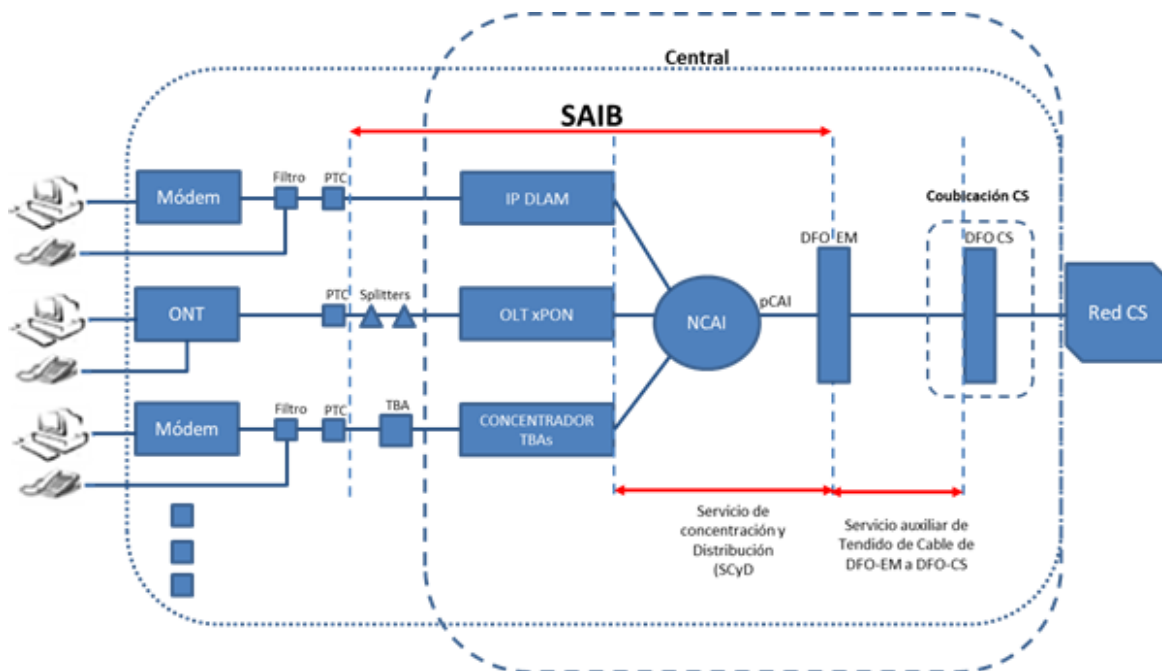 Central
SAIB
Filtro
PTC
Módem
IP DLAM
Coubicación CS
DFO EM
DFO CS
PTC
Splitters
ONT
OLT xPON
NCAI
pCAI
Red CS
Filtro
PTC
TBA
Módem
CONCENTRADOR
TBAs
Servicio de
concentración y
Distribución
(SCyD
Servicio auxiliar de
Tendido de Cable de
DFO-EM a DFO-CS